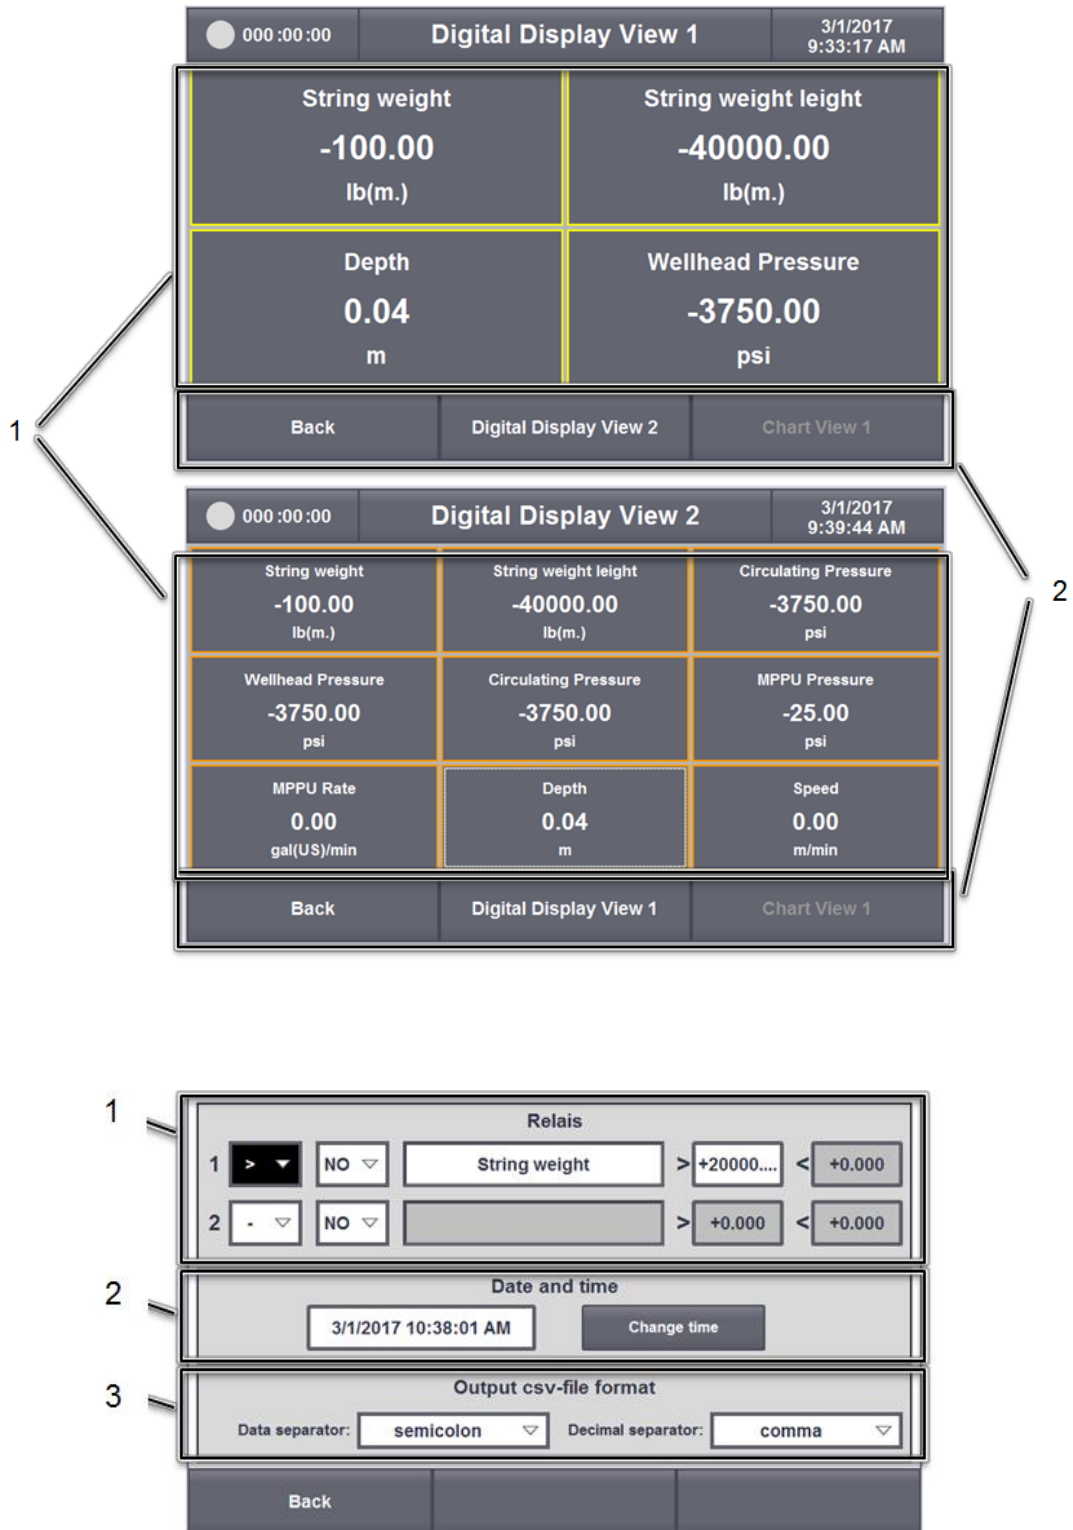 000 :00:00 Digital Display View 1 3/1/2017
9:33:17 AM
String weight String weight leight
-100.00 -40000.00
lb(m.) lb(m.)
Depth Wellhead Pressure
0.04 -3750.00
m psi
1
Back Digital Display View 2 Chart View 1
000 :00:00 Digital Display View 2 3/1/2017
9:39:44 AM
String weight String weight leight Circulating Pressure
-100.00 -40000.00 -3750.00
lb(m.) lb(m.) psi
2
Wellhead Pressure Circulating Pressure MPPU Pressure
-3750.00 -3750.00 -25.00
psi psi psi
MPPU Rate Depth Speed
0.00 0.04 0.00
gal(US)/min m m/min
Back Digital Display View 1 Chart View 1
1
Relais
1 > NO String weight > +20000.... < +0.000
2 - NO > +0.000 < +0.000
2
Date and time
3/1/2017 10:38:01 AM Change time
3
Output csv-file format
Data separator: semicolon Decimal separator: comma
Back